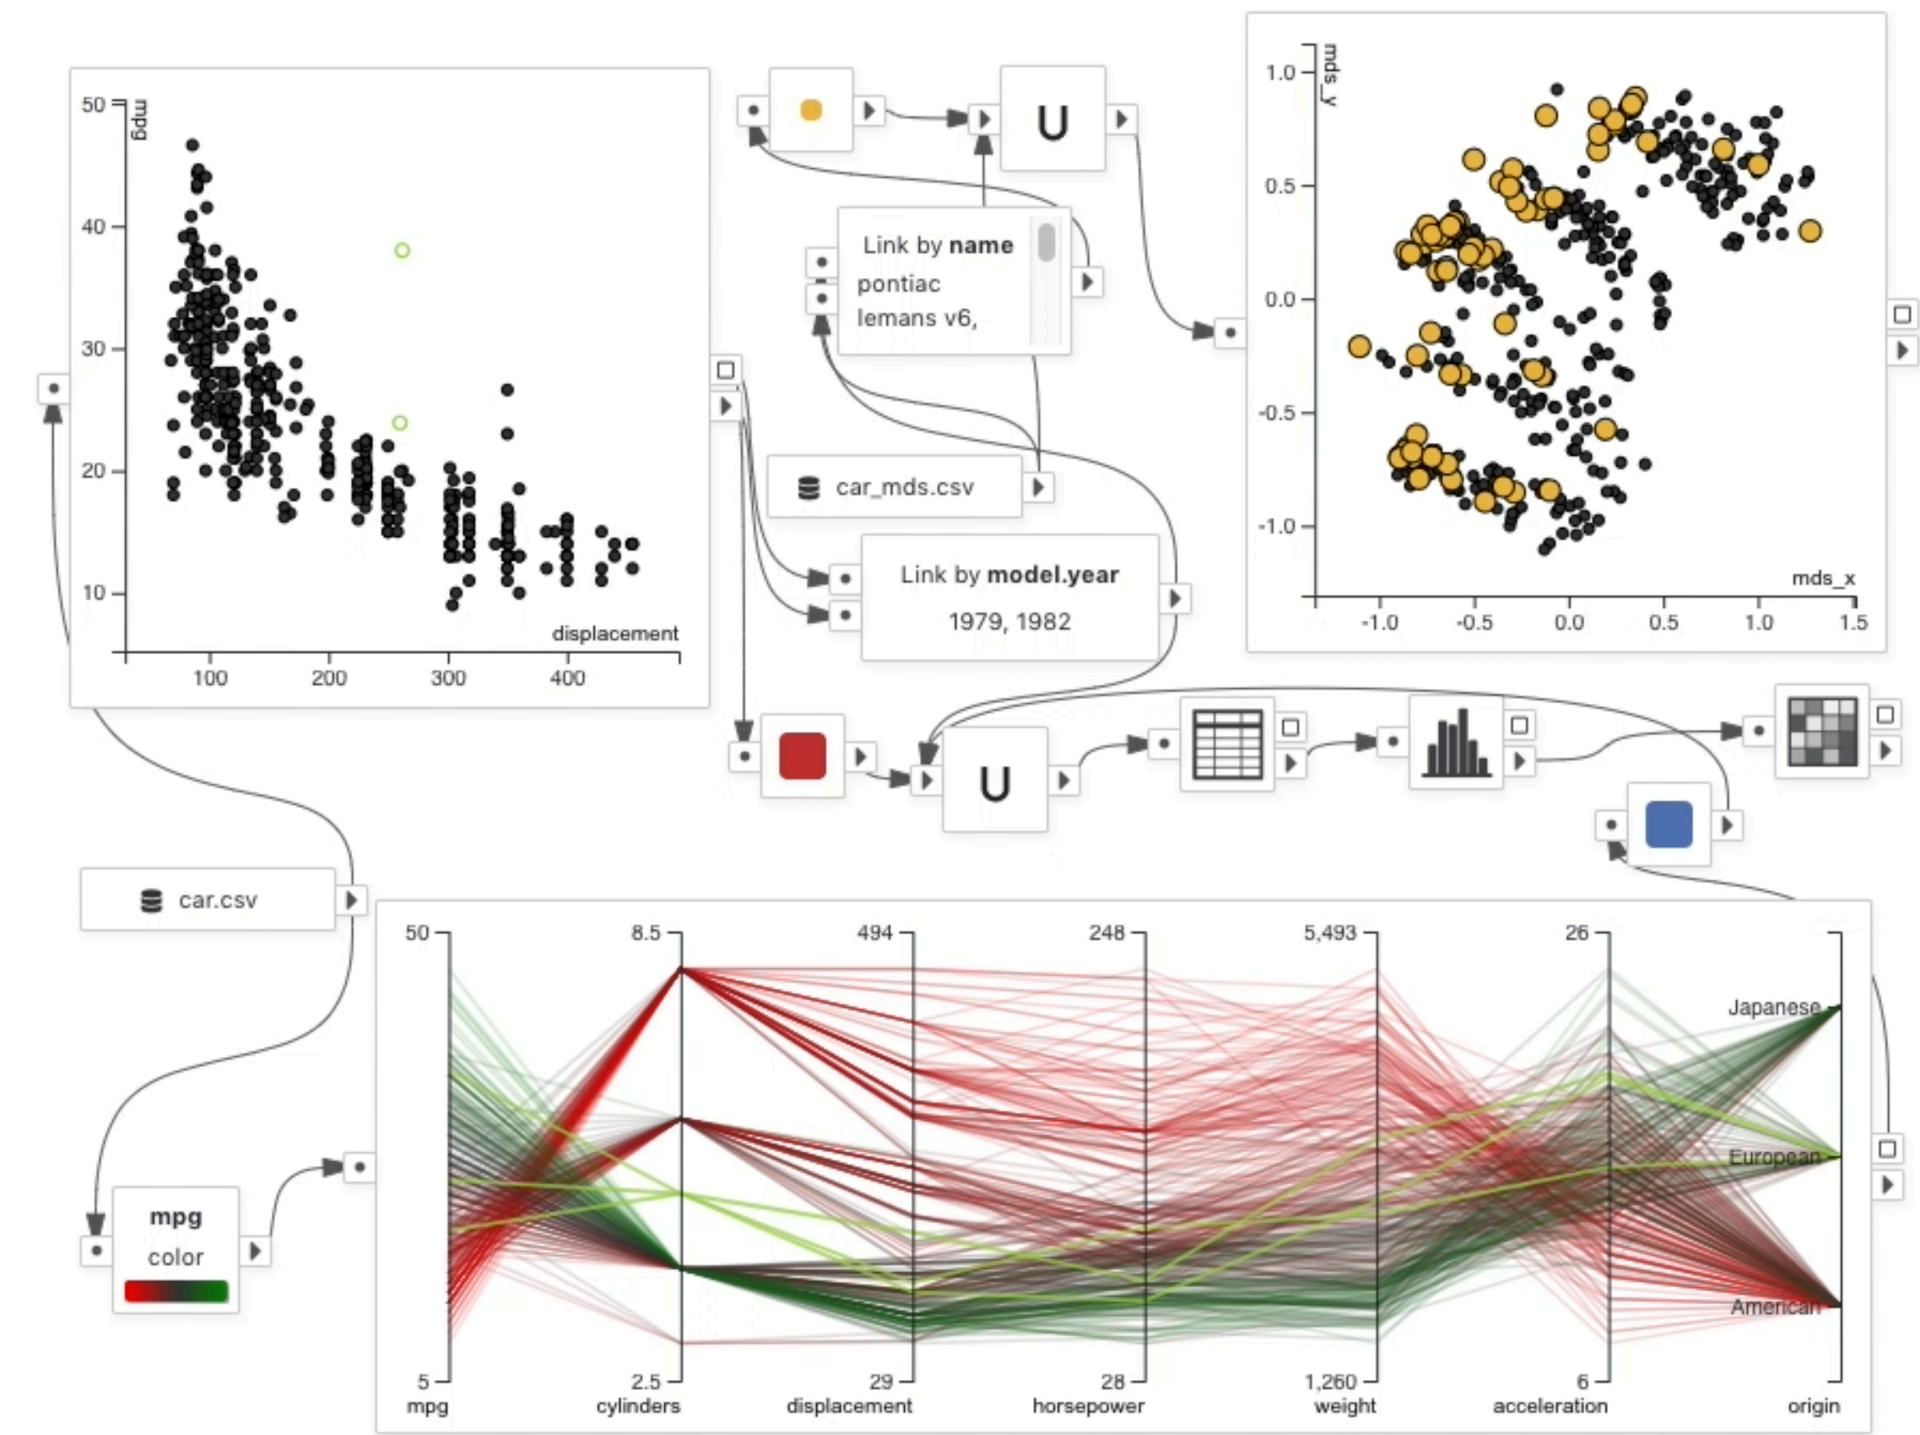 50
40
30
20
10
mpg
displacement
100
200
300
400
U
Link by name
pontiac
lemans v6,
car_mds.csv
Link by model.year
1979, 1982
mds_y
1.0
0.5
0.0
-0.5
-1.0
mds_x
-1.0
-0.5
0.0
0.5
1.0
1.5
U
car.csv
mpg
color
50
8.5
494
248
5,493
26
Japanese
European
American
5
2.5
29
28
1,260
6
mpg
cylinders
displacement
horsepower
weight
acceleration
origin